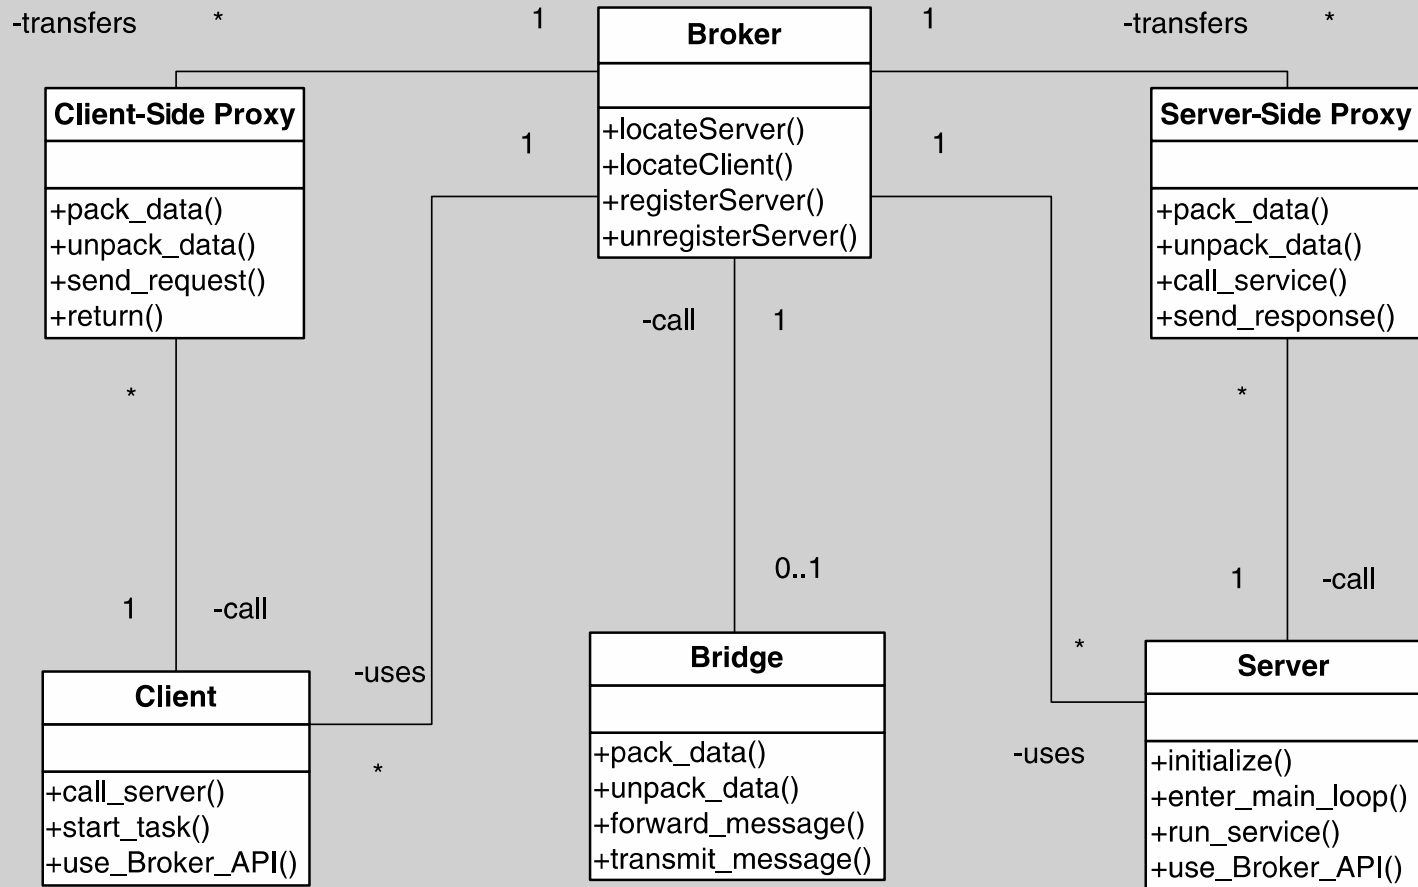 -transfers * 1 Broker 1 -transfers *
Client-Side Proxy
+pack_data()
+unpack_data()
+send_request()
+return()
+locateServer()
+locateClient()
+registerServer()
+unregisterServer()
Server-Side Proxy
+pack_data()
+unpack_data()
+call_service()
+send_response()
1
1
-call 1
*
*
0..1
1 -call
1 -call
-uses
*
*
-uses
Client
+call_server()
+start_task()
+use_Broker_API()
Bridge
+pack_data()
+unpack_data()
+forward_message()
+transmit_message()
Server
+initialize()
+enter_main_loop()
+run_service()
+use_Broker_API()